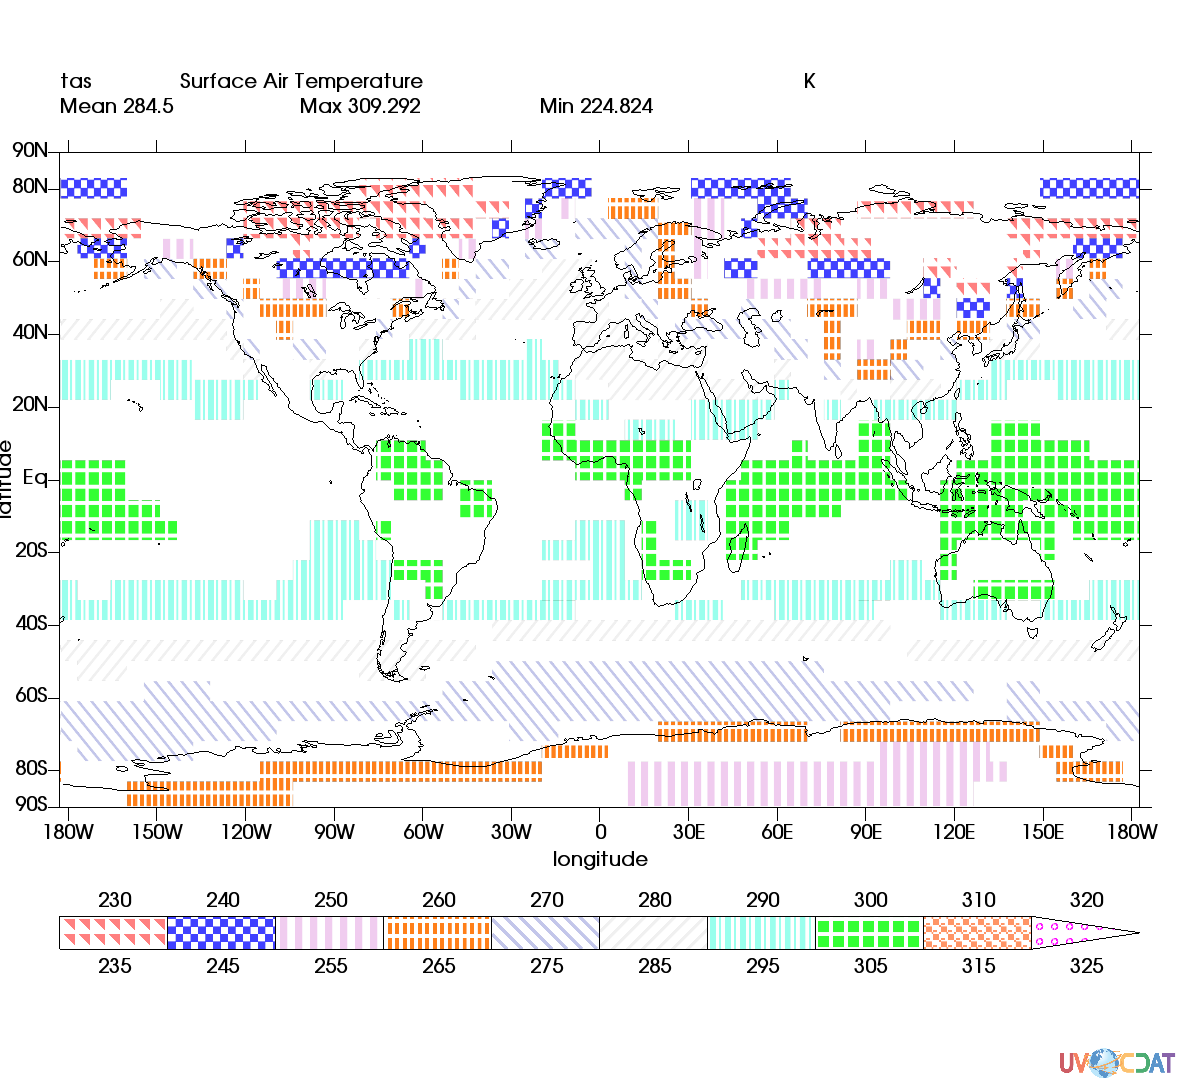 tas Surface Air Temperature K
Mean 284.5 Max 309.292 Min 224.824
90N
80N
60N
40N
20N
Eq
20S
40S
60S
80S
90S
latitude
180W 150W 120W 90W 60W 30W 0 30E 60E 90E 120E 150E 180W
longitude
230 240 250 260 270 280 290 300 310 320
235 245 255 265 275 285 295 305 315 325
UV CDAT